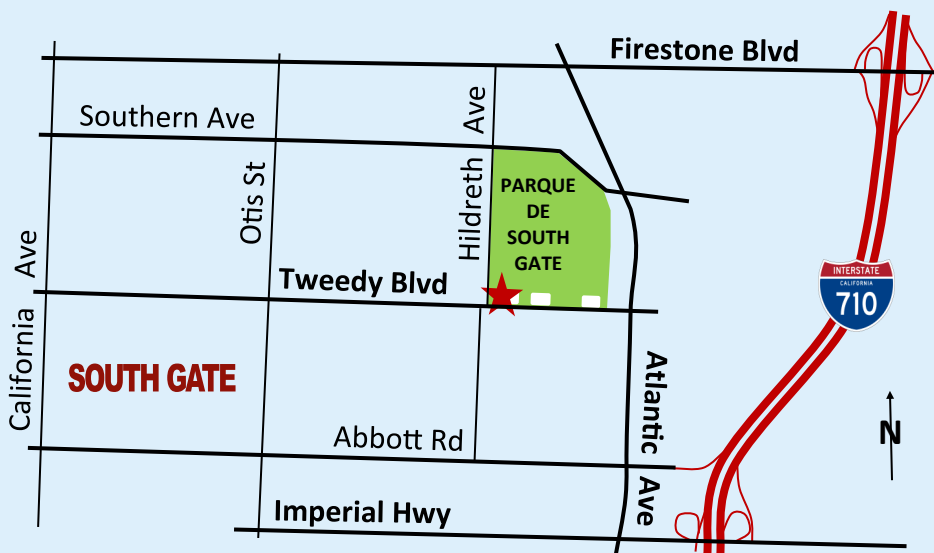 Firestone Blvd
Southern Ave
Hildreth Ave
Otis St
PARQUE
DE
SOUTH
GATE
California Ave
Tweedy Blvd
INTERSTATE
CALIFORNIA
710
SOUTH GATE
Atlantic Ave
N
Abbott Rd
Imperial Hwy